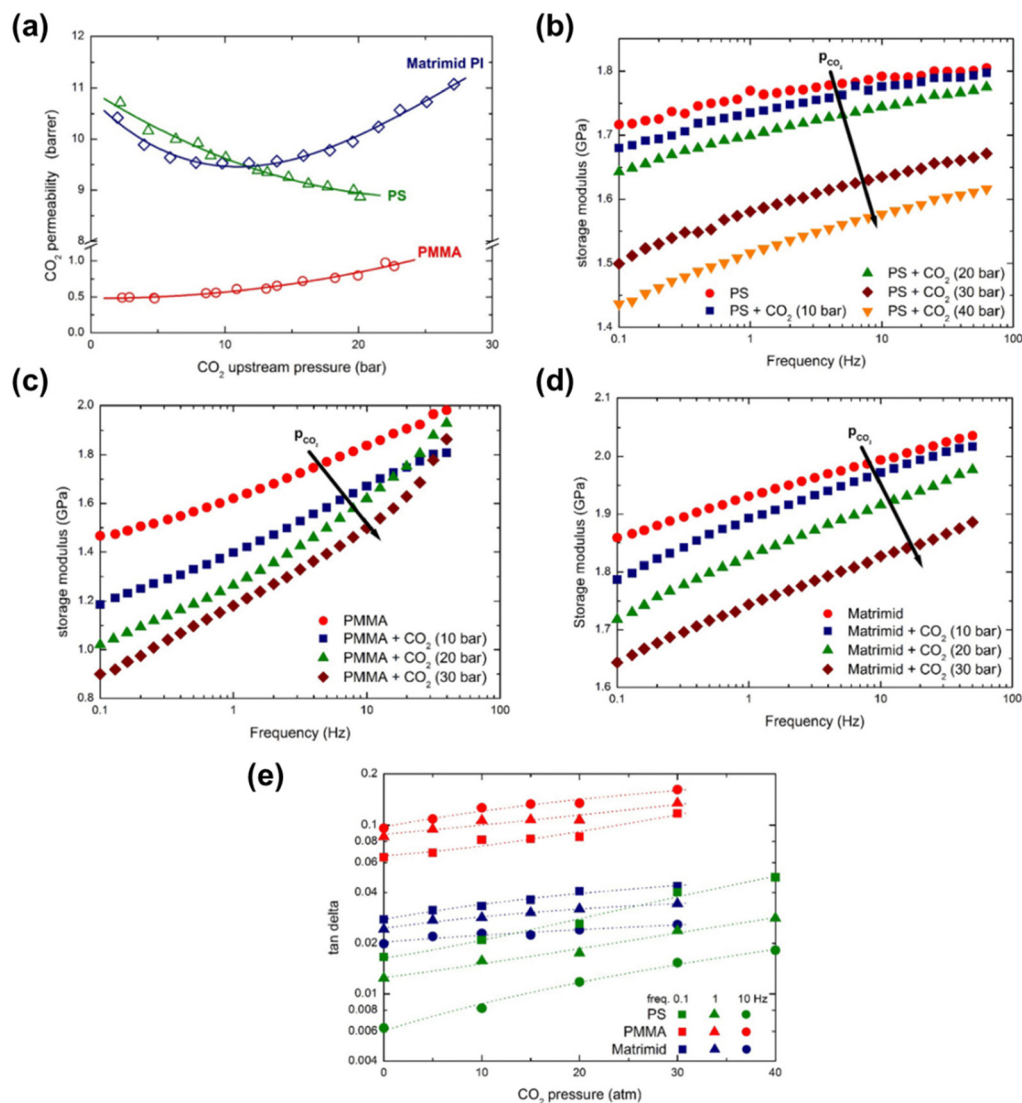 (a)
CO2 permeability (barrer)
12
11
10
9
8
1.0
0.5
0.0
Matrimid PI
PS
PMMA
0
10
20
30
CO2 upstream pressure (bar)
(b)
storage modulus (GPa)
1.8
1.7
1.6
1.5
1.4
pCO2
PS
PS + CO2 (10 bar)
PS + CO2 (20 bar)
PS + CO2 (30 bar)
PS + CO2 (40 bar)
0.1
1
10
Frequency (Hz)
(c)
storage modulus (GPa)
2.0
1.8
1.6
1.4
1.2
1.0
0.8
pCO2
PMMA
PMMA + CO2 (10 bar)
PMMA + CO2 (20 bar)
PMMA + CO2 (30 bar)
0.1
1
10
100
Frequency (Hz)
(d)
Storage modulus (GPa)
2.1
2.0
1.9
1.8
1.7
1.6
pCO2
Matrimid
Matrimid + CO2 (10 bar)
Matrimid + CO2 (20 bar)
Matrimid + CO2 (30 bar)
0.1
1
10
100
Frequency (Hz)
(e)
tan delta
0.2
0.1
0.08
0.06
0.04
0.02
0.01
0.008
0.006
0.004
freq. 0.1 1 10 Hz
PS
PMMA
Matrimid
0
10
20
30
40
CO2 pressure (atm)